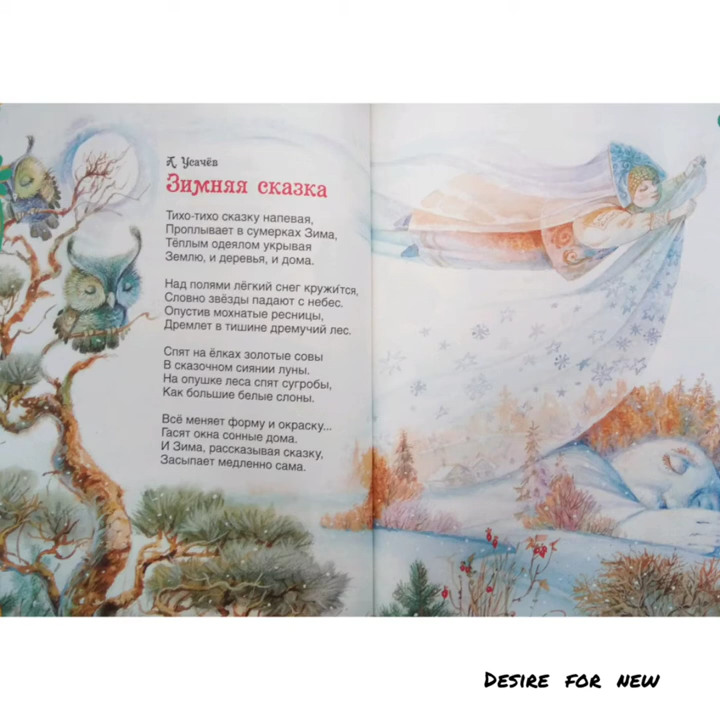 А. Усачёв
Зимняя сказка
Тихо-тихо сказку напевая,
Проплывает в сумерках Зима,
Тёплым одеялом укрывая
Землю, и деревья, и дома.
Над полями лёгкий снег кружи́тся,
Словно звёзды падают с небес.
Опустив мохнатые ресницы,
Дремлет в тишине дремучий лес.
Спят на ёлках золотые совы
В сказочном сиянии луны.
На опушке леса спят сугробы,
Как большие белые слоны.
Всё меняет форму и окраску...
Гасят окна сонные дома.
И Зима, рассказывая сказку,
Засыпает медленно сама.
Desire for new